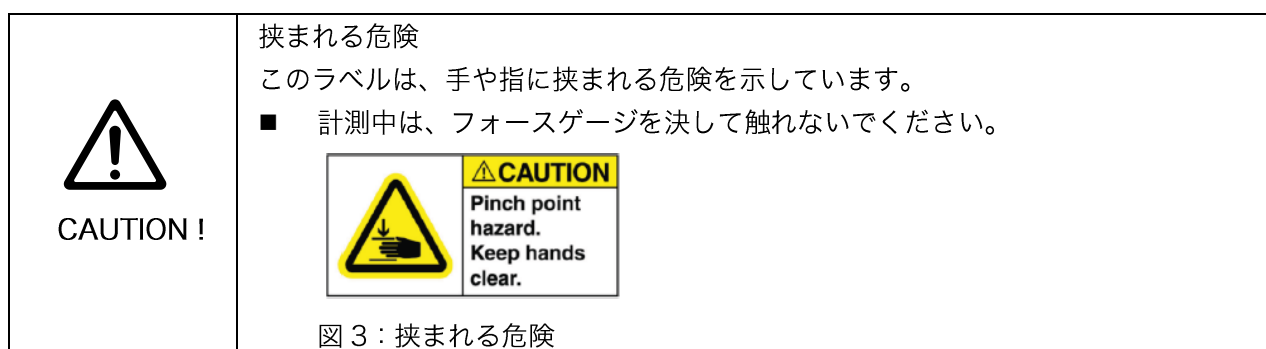 挟まれる危険
このラベルは、手や指に挟まれる危険を示しています。
■ 計測中は、フォースゲージを決して触れないでください。
CAUTION !
⚠CAUTION
Pinch point
hazard.
Keep hands
clear.
図 3：挟まれる危険